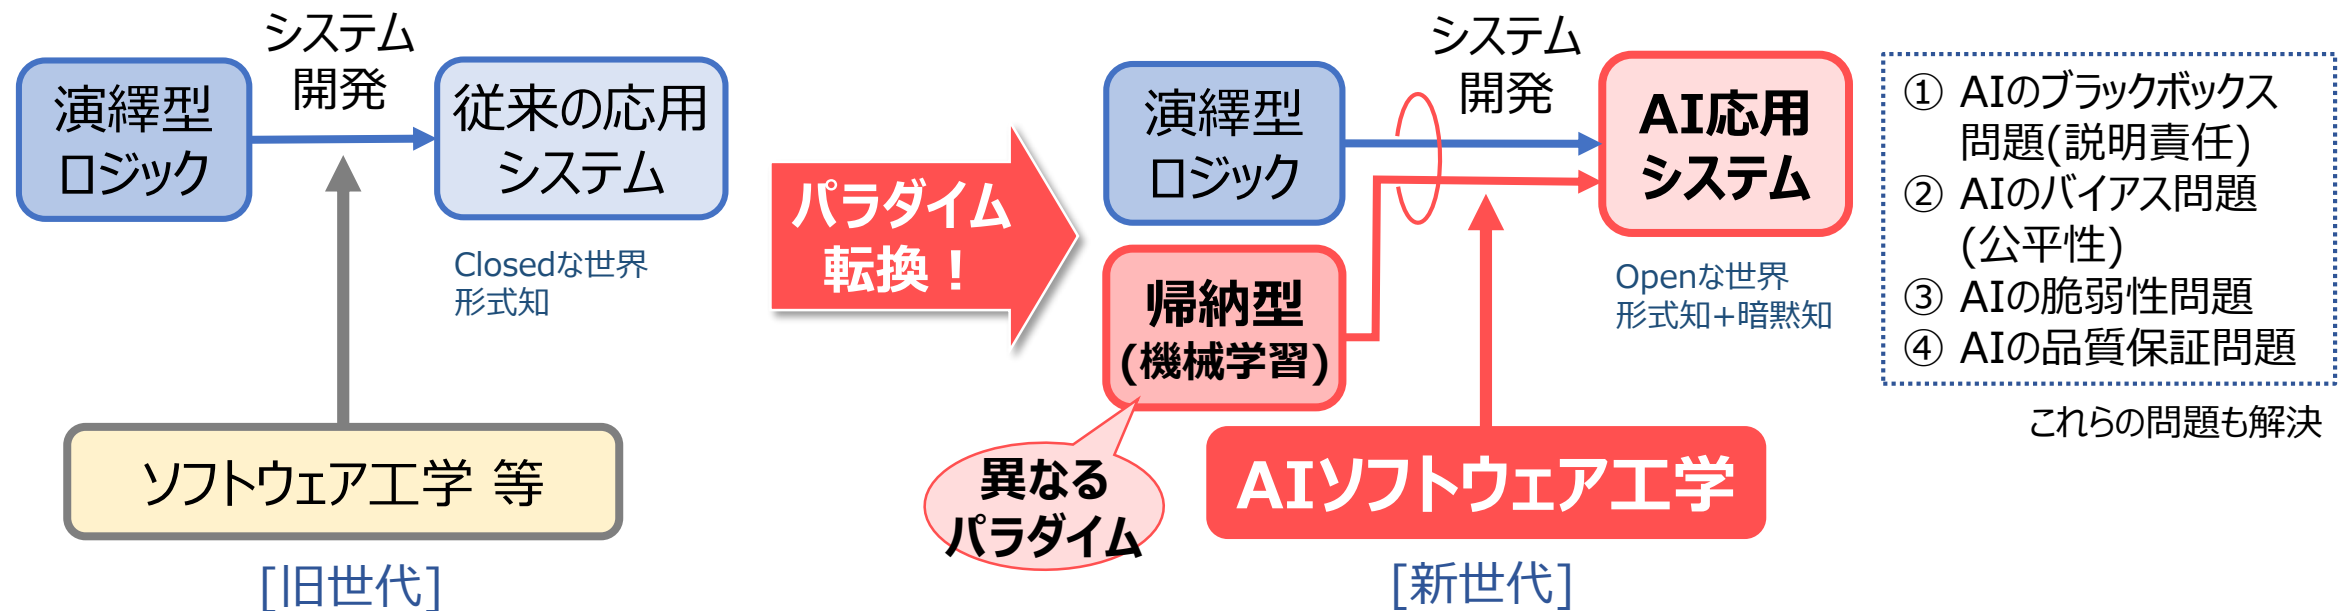 システム
開発
演繹型
ロジック
従来の応用
システム
Closedな世界
形式知
ソフトウェア工学 等
[旧世代]
パラダイム
転換！
システム
開発
演繹型
ロジック
帰納型
(機械学習)
異なる
パラダイム
AI応用
システム
Openな世界
形式知+暗黙知
AIソフトウェア工学
[新世代]
① AIのブラックボックス
問題(説明責任)
② AIのバイアス問題
(公平性)
③ AIの脆弱性問題
④ AIの品質保証問題
これらの問題も解決